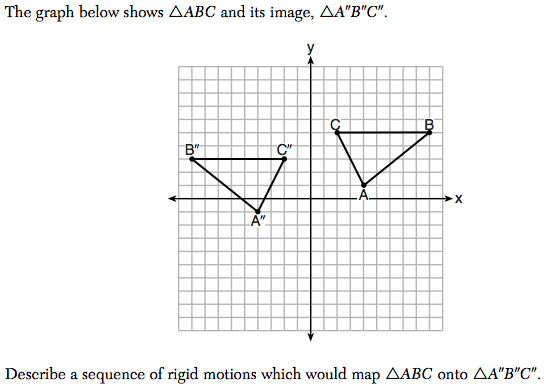 The graph below shows △ABC and its image, △A"B"C".
y
C B
B" C"
A x
A"
Describe a sequence of rigid motions which would map △ABC onto △A"B"C".